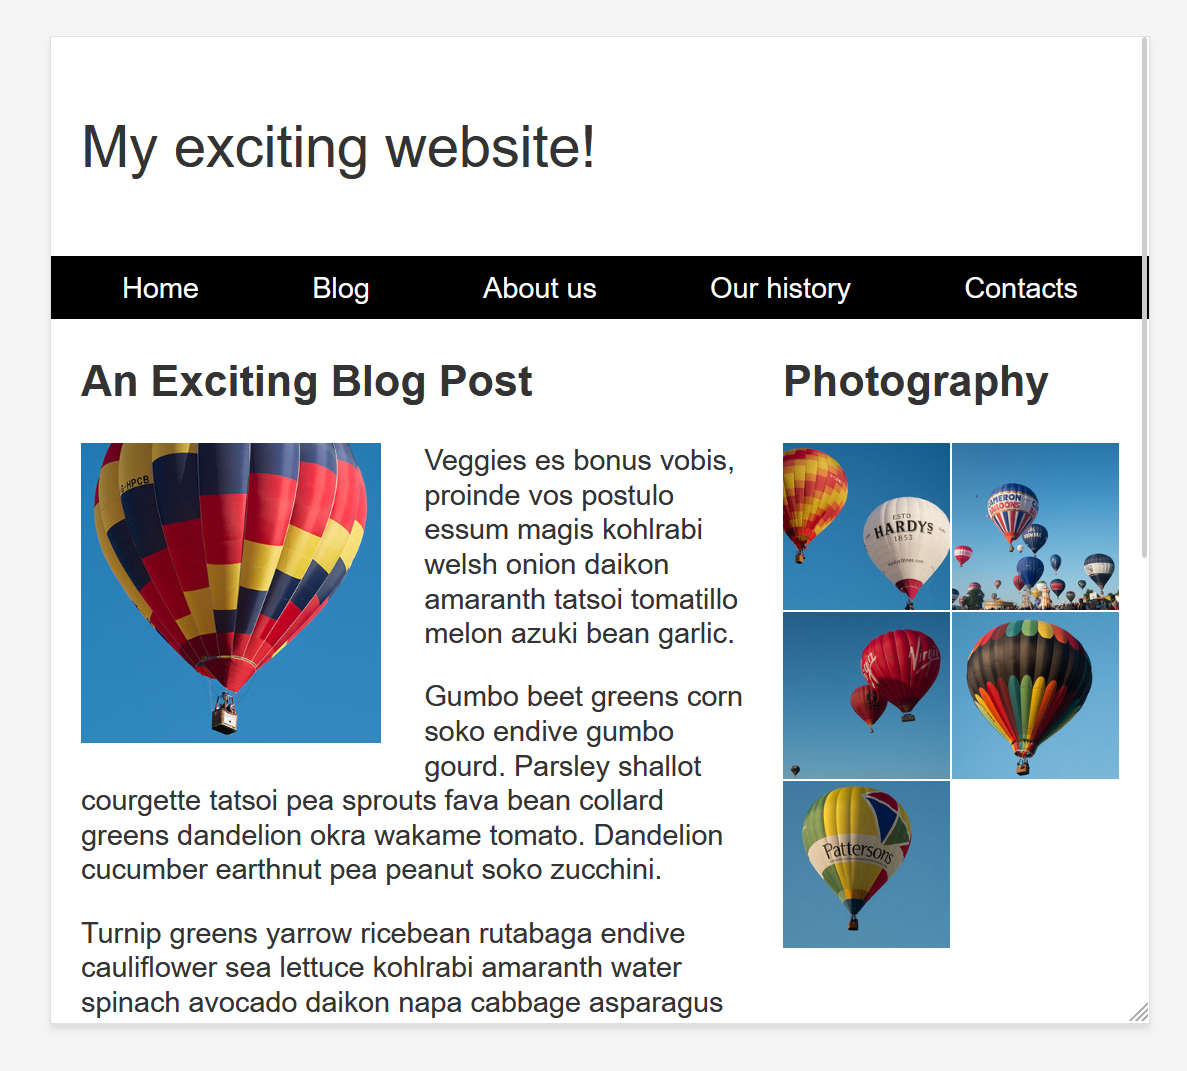 My exciting website!
Home Blog About us Our history Contacts
An Exciting Blog Post
G-HPCB
Veggies es bonus vobis,
proinde vos postulo
essum magis kohlrabi
welsh onion daikon
amaranth tatsoi tomatillo
melon azuki bean garlic.
Gumbo beet greens corn
soko endive gumbo
gourd. Parsley shallot
courgette tatsoi pea sprouts fava bean collard
greens dandelion okra wakame tomato. Dandelion
cucumber earthnut pea peanut soko zucchini.
Turnip greens yarrow ricebean rutabaga endive
cauliflower sea lettuce kohlrabi amaranth water
spinach avocado daikon napa cabbage asparagus
Photography
ESTD
HARDYS
1853
CAMERON
BALLOONS
Virgin
Pattersons